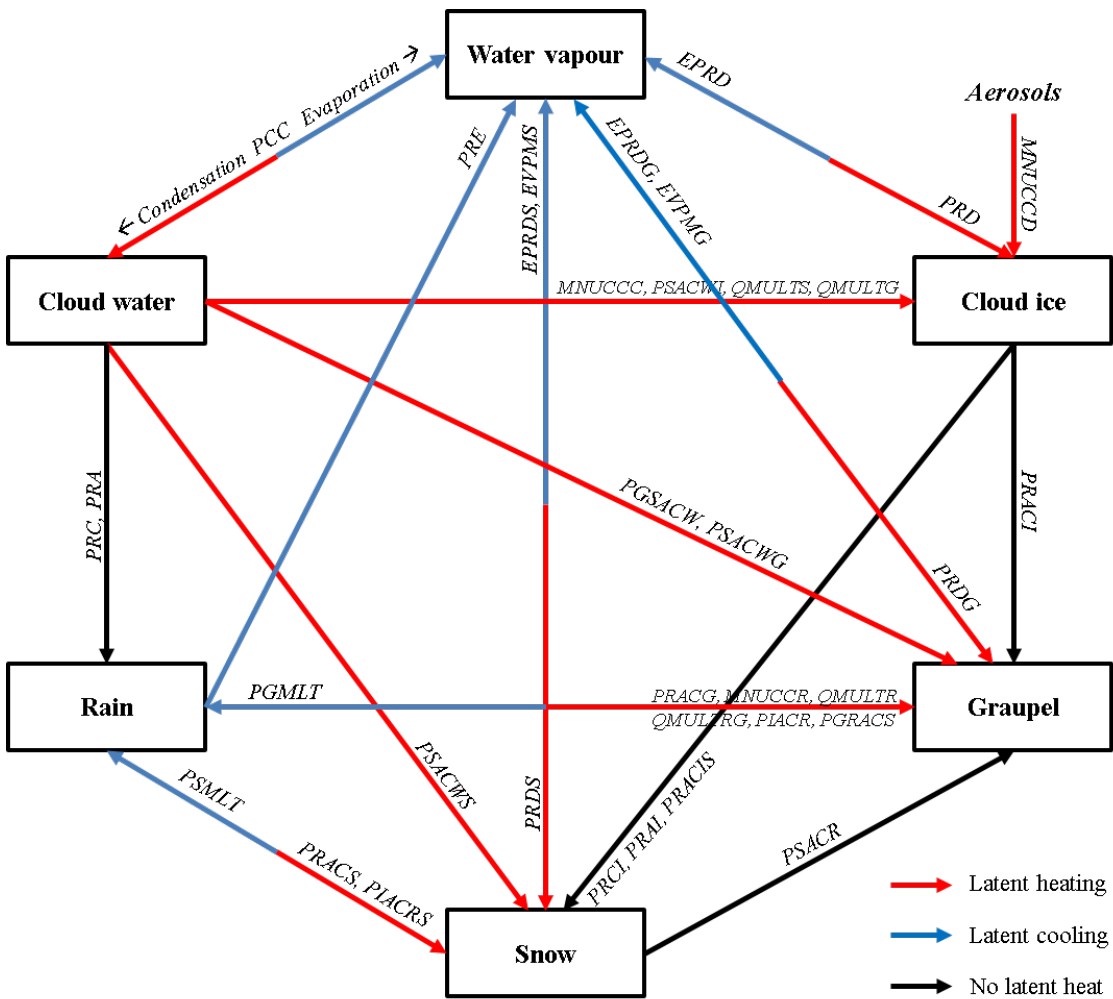 Water vapour
← Condensation PCC Evaporation →
EPRD
Aerosols
PRE
EPRDS, EVPMS
EPRDG, EVPMG
MNUCCD
PRD
Cloud water
MNUCCC, PSACWI, QMULTS, QMULTG
Cloud ice
PRC, PRA
PGSACW, PSACWG
PRACI
PRDG
Rain
PGMLT
PRACG, MNUCCR, QMULTR
QMULTRG, PIACR, PGRACS
Graupel
PSMLT
PSACWS
PRDS
PRCI, PRAI, PRACIS
PSACR
PRACS, PIACRS
Snow
Latent heating
Latent cooling
No latent heat